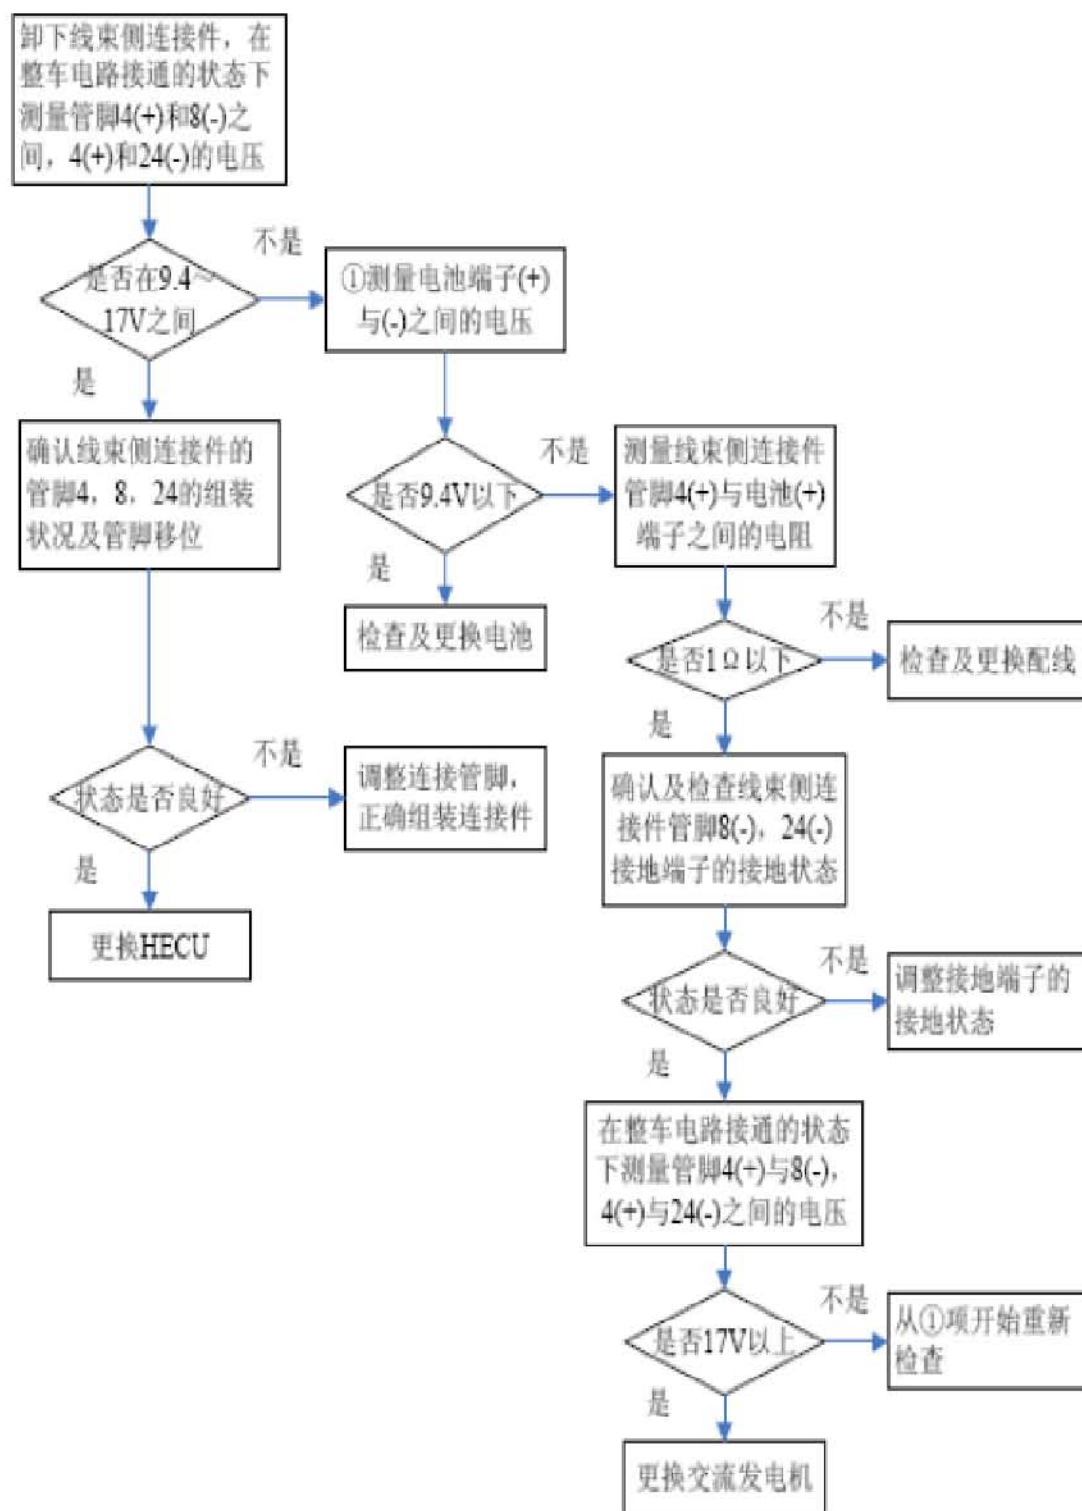 卸下线束侧连接件，在
整车电路接通的状态下
测量管脚4(+)和8(-)之
间，4(+)和24(-)的电压
是否在9.4～
17V之间
不是
①测量电池端子(+)
与(-)之间的电压
是
确认线束侧连接件的
管脚4，8，24的组装
状况及管脚移位
是否9.4V以下
不是
测量线束侧连接件
管脚4(+)与电池(+)
端子之间的电阻
是
检查及更换电池
是否1Ω以下
不是
检查及更换配线
是
状态是否良好
不是
调整连接管脚，
正确组装连接件
确认及检查线束侧连
接件管脚8(-)，24(-)
接地端子的接地状态
是
更换HECU
状态是否良好
不是
调整接地端子的
接地状态
是
在整车电路接通的状态
下测量管脚4(+)与8(-)，
4(+)与24(-)之间的电压
是否17V以上
不是
从①项开始重新
检查
是
更换交流发电机